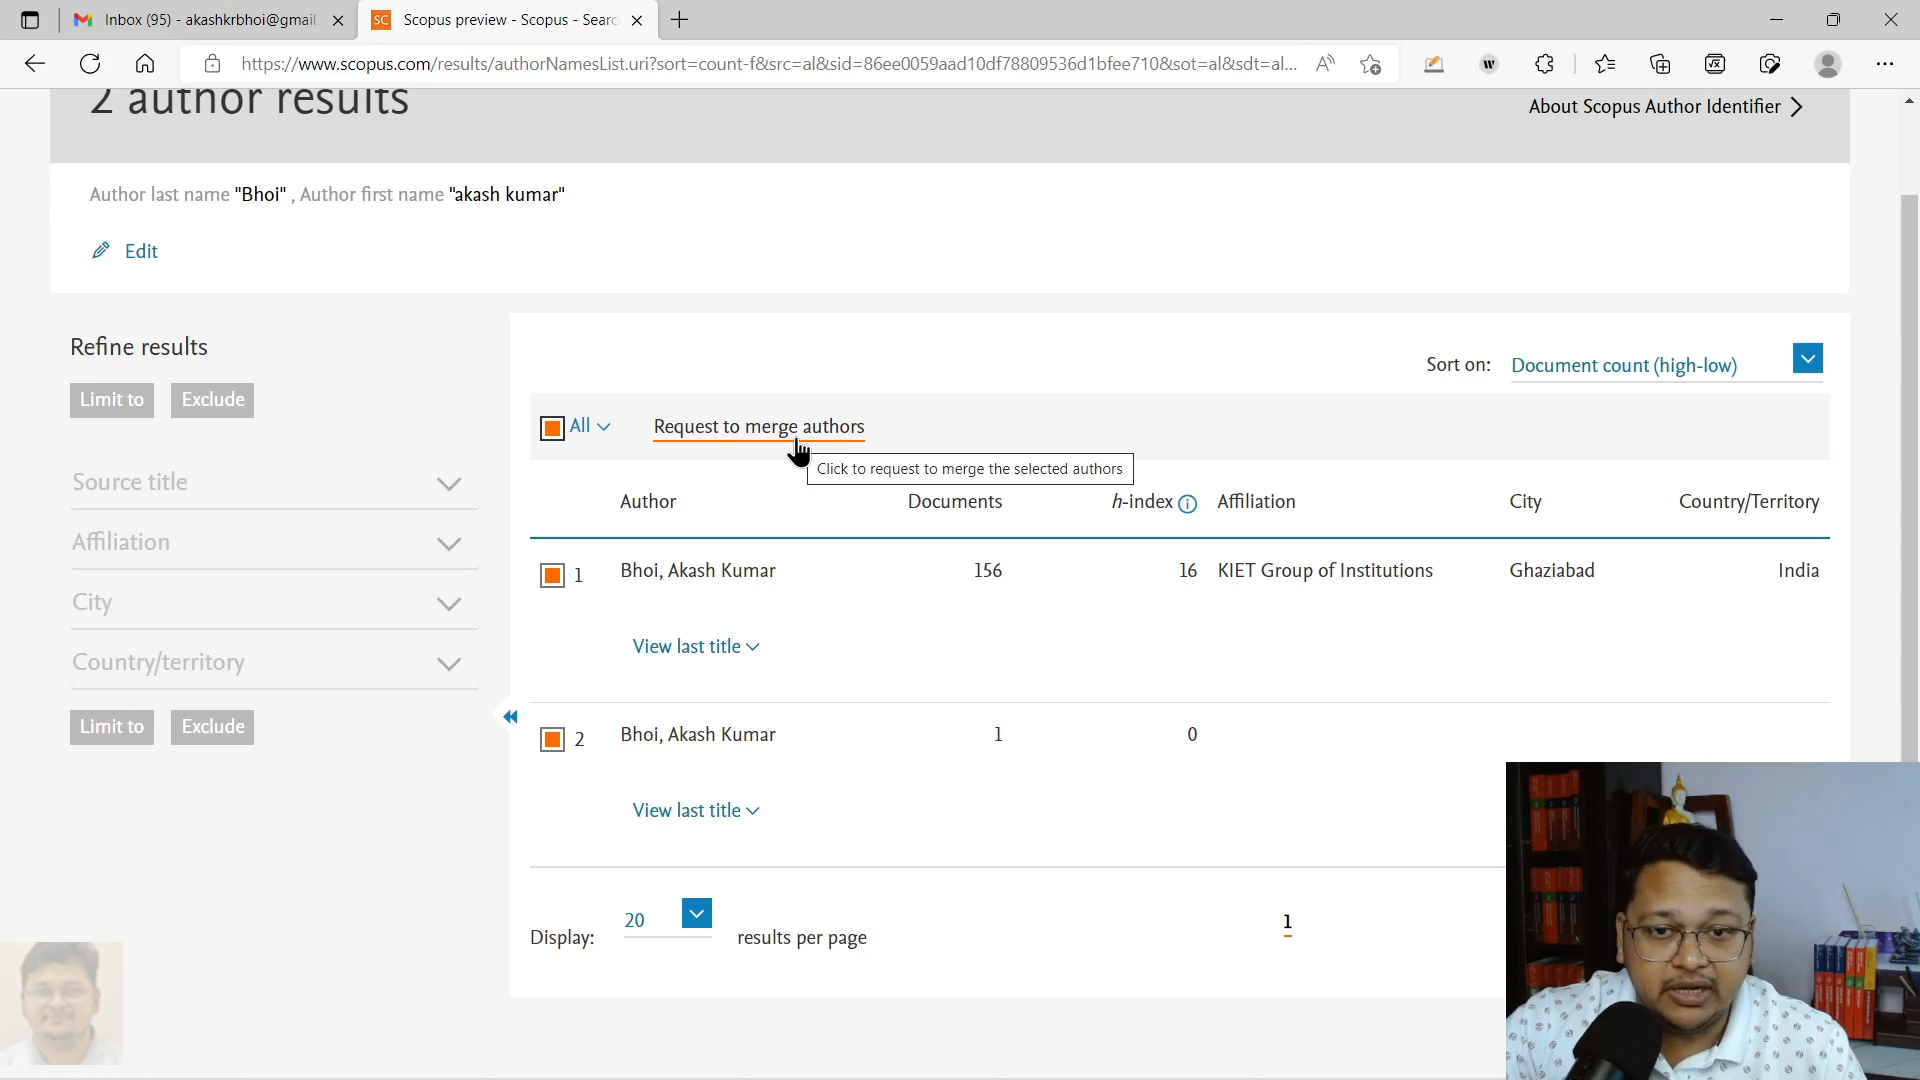 Inbox (95) - akashkrbhoi@gmail.
SC Scopus preview - Scopus - Searc
https://www.scopus.com/results/authorNamesList.uri?sort=count-f&src=al&sid=86ee0059aad10df78809536d1bfee710&sot=al&sdt=al...
2 author results
About Scopus Author Identifier
Author last name "Bhoi" , Author first name "akash kumar"
Edit
Refine results
Limit to Exclude
Source title
Affiliation
City
Country/territory
Limit to Exclude
Sort on: Document count (high-low)
All Request to merge authors
Click to request to merge the selected authors
Author Documents h-index Affiliation City Country/Territory
1 Bhoi, Akash Kumar 156 16 KIET Group of Institutions Ghaziabad India
View last title
2 Bhoi, Akash Kumar 1 0
View last title
Display: 20 results per page
1